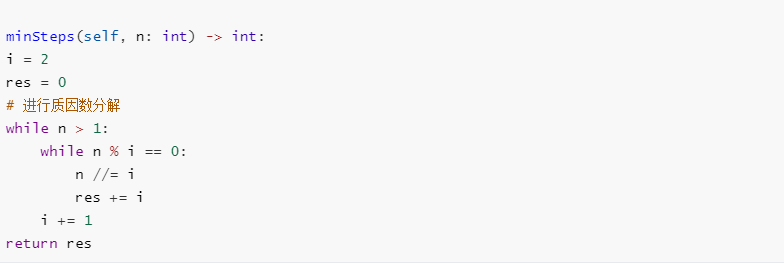 minSteps(self, n: int) -> int:
i = 2
res = 0
# 进行质因数分解
while n > 1:
    while n % i == 0:
        n //= i
        res += i
    i += 1
return res